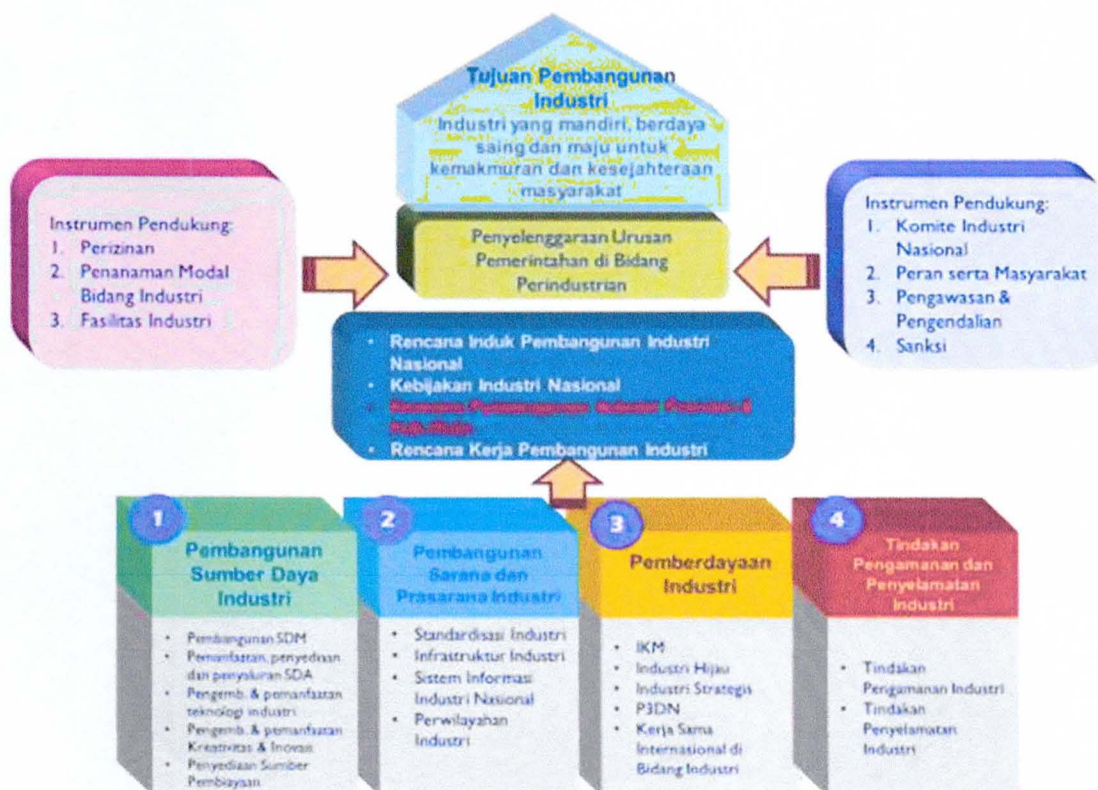 Tujuan Pembangunan
Industri
Industri yang mandiri, berdaya
saing dan maju untuk
kemakmuran dan kesejahteraan
masyarakat
Instrumen Pendukung:
1. Perizinan
2. Penanaman Modal
Bidang Industri
3. Fasilitas Industri
Penyelenggaraan Urusan
Pemerintahan di Bidang
Perindustrian
Instrumen Pendukung:
1. Komite Industri
Nasional
2. Peran serta Masyarakat
3. Pengawasan &
Pengendalian
4. Sanksi
• Rencana Induk Pembangunan Industri
Nasional
• Kebijakan Industri Nasional
• Rencana Kerja Pembangunan Industri
1
Pembangunan
Sumber Daya
Industri
• Pembangunan SDM
• Pemanfaatan, penyediaan
dan penyaluran SDA
• Pengemb. & pemanfaatan
teknologi industri
• Pengemb. & pemanfaatan
Kreativitas & Inovasi
• Penyediaan Sumber
Pembiayaan
2
Pembangunan
Sarana dan
Prasarana Industri
• Standardisasi Industri
• Infrastruktur Industri
• Sistem Informasi
Industri Nasional
• Perwilayahan
Industri
3
Pemberdayaan
Industri
• IKM
• Industri Hijau
• Industri Strategis
• P3DN
• Kerja Sama
Internasional di
Bidang Industri
4
Tindakan
Pengamanan dan
Penyelamatan
Industri
• Tindakan
Pengamanan Industri
• Tindakan
Penyelamatan
Industri